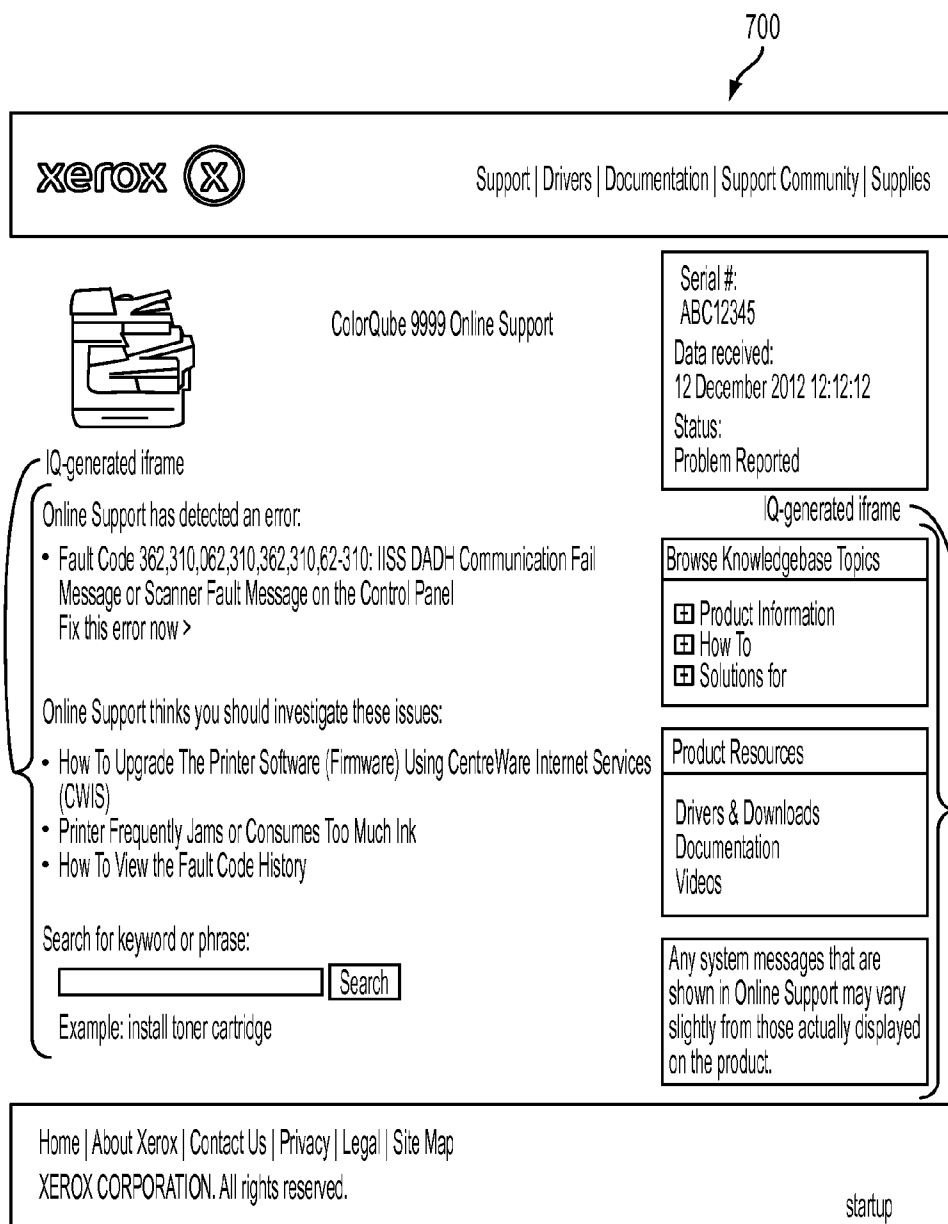 700
xerox X
Support | Drivers | Documentation | Support Community | Supplies
ColorQube 9999 Online Support
Serial #:
ABC12345
Data received:
12 December 2012 12:12:12
Status:
Problem Reported
IQ-generated iframe
Online Support has detected an error:
• Fault Code 362,310,062,310,362,310,62-310: IISS DADH Communication Fail
Message or Scanner Fault Message on the Control Panel
Fix this error now >
Online Support thinks you should investigate these issues:
• How To Upgrade The Printer Software (Firmware) Using CentreWare Internet Services
(CWIS)
• Printer Frequently Jams or Consumes Too Much Ink
• How To View the Fault Code History
Search for keyword or phrase:
Search
Example: install toner cartridge
IQ-generated iframe
Browse Knowledgebase Topics
+ Product Information
+ How To
+ Solutions for
Product Resources
Drivers & Downloads
Documentation
Videos
Any system messages that are
shown in Online Support may vary
slightly from those actually displayed
on the product.
Home | About Xerox | Contact Us | Privacy | Legal | Site Map
XEROX CORPORATION. All rights reserved.
startup